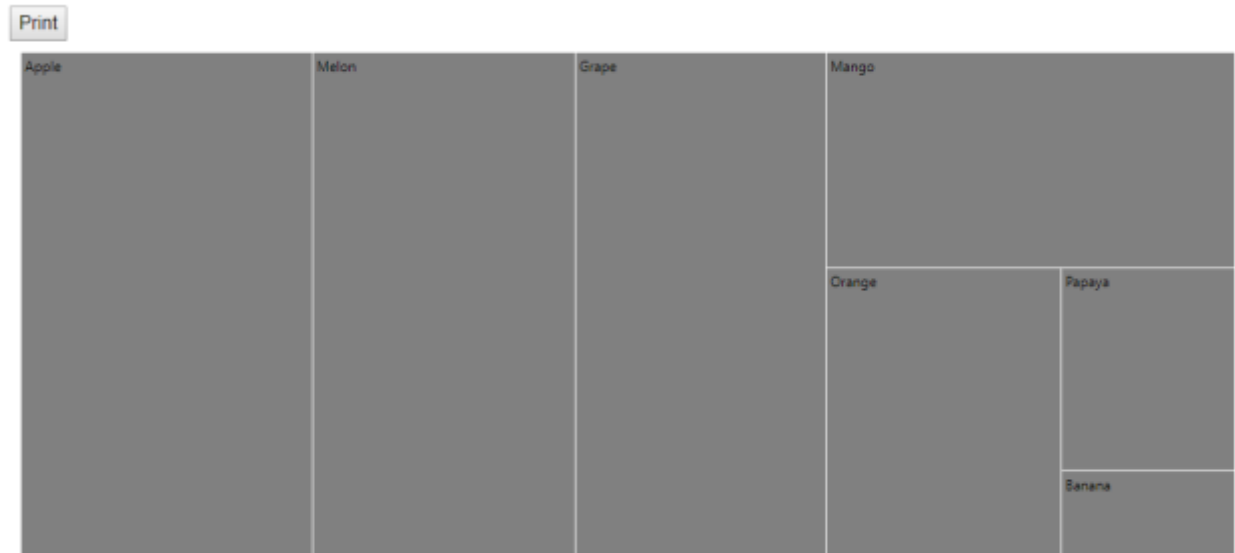 Print
Apple
Melon
Grape
Mango
Orange
Papaya
Banana